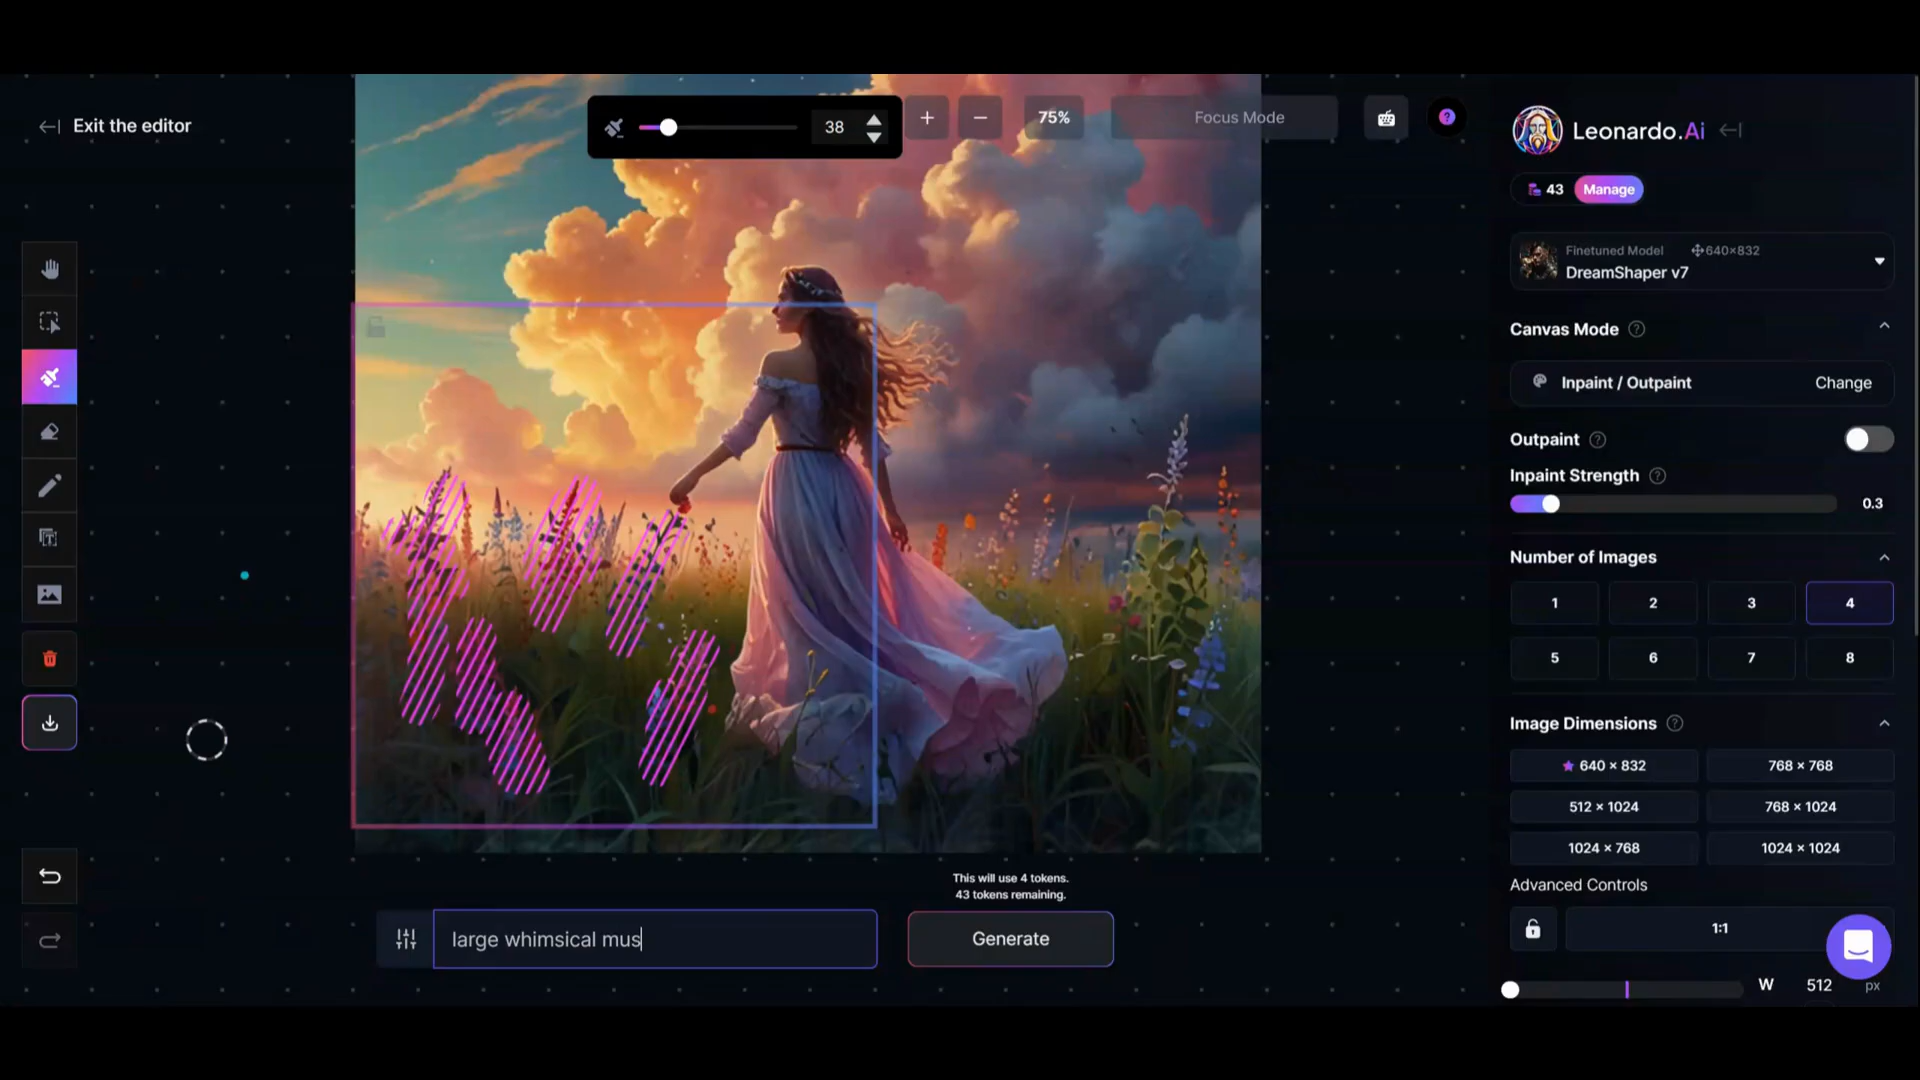 Exit the editor
38
75%
Focus Mode
?
Leonardo.Ai
43 Manage
Finetuned Model 640×832
DreamShaper v7
Canvas Mode ?
Inpaint / Outpaint Change
Outpaint ?
Inpaint Strength ?
0.3
Number of Images
1 2 3 4
5 6 7 8
Image Dimensions ?
640 × 832 768 × 768
512 × 1024 768 × 1024
1024 × 768 1024 × 1024
Advanced Controls
1:1
W 512 px
This will use 4 tokens.
43 tokens remaining.
large whimsical mus
Generate